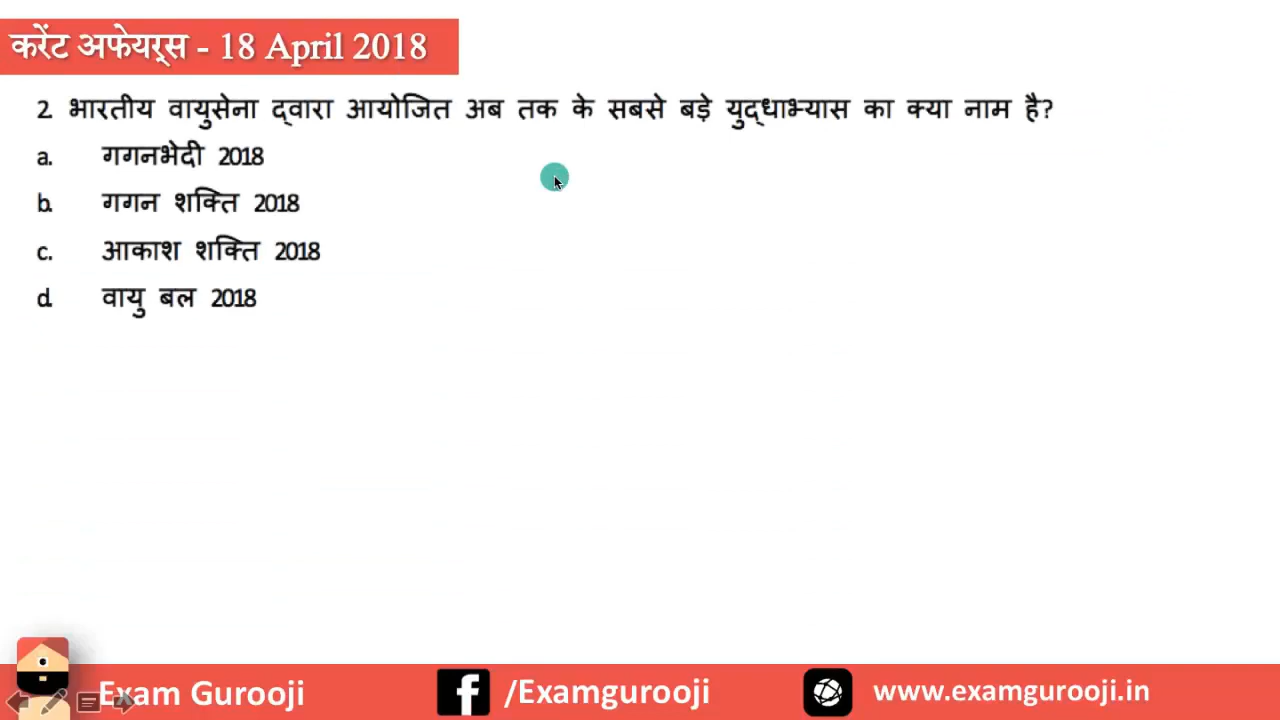 करेंट अफेयर्स - 18 April 2018
2. भारतीय वायुसेना द्वारा आयोजित अब तक के सबसे बड़े युद्धाभ्यास का क्या नाम है?
a. गगनभेदी 2018
b. गगन शक्ति 2018
c. आकाश शक्ति 2018
d. वायु बल 2018
Exam Gurooji /Examgurooji www.examgurooji.in